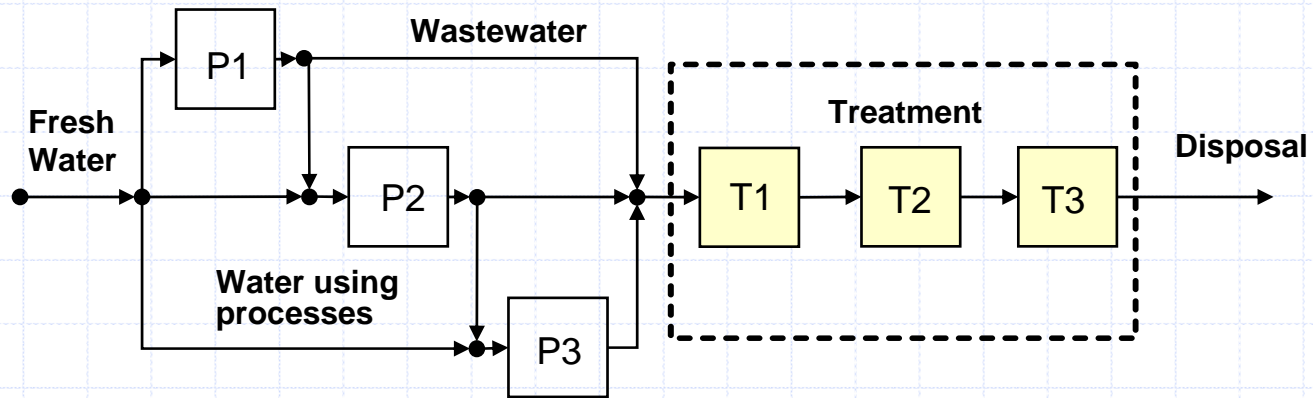 Wastewater
P1
Fresh
Water
Treatment
Disposal
P2
T1
T2
T3
Water using
processes
P3